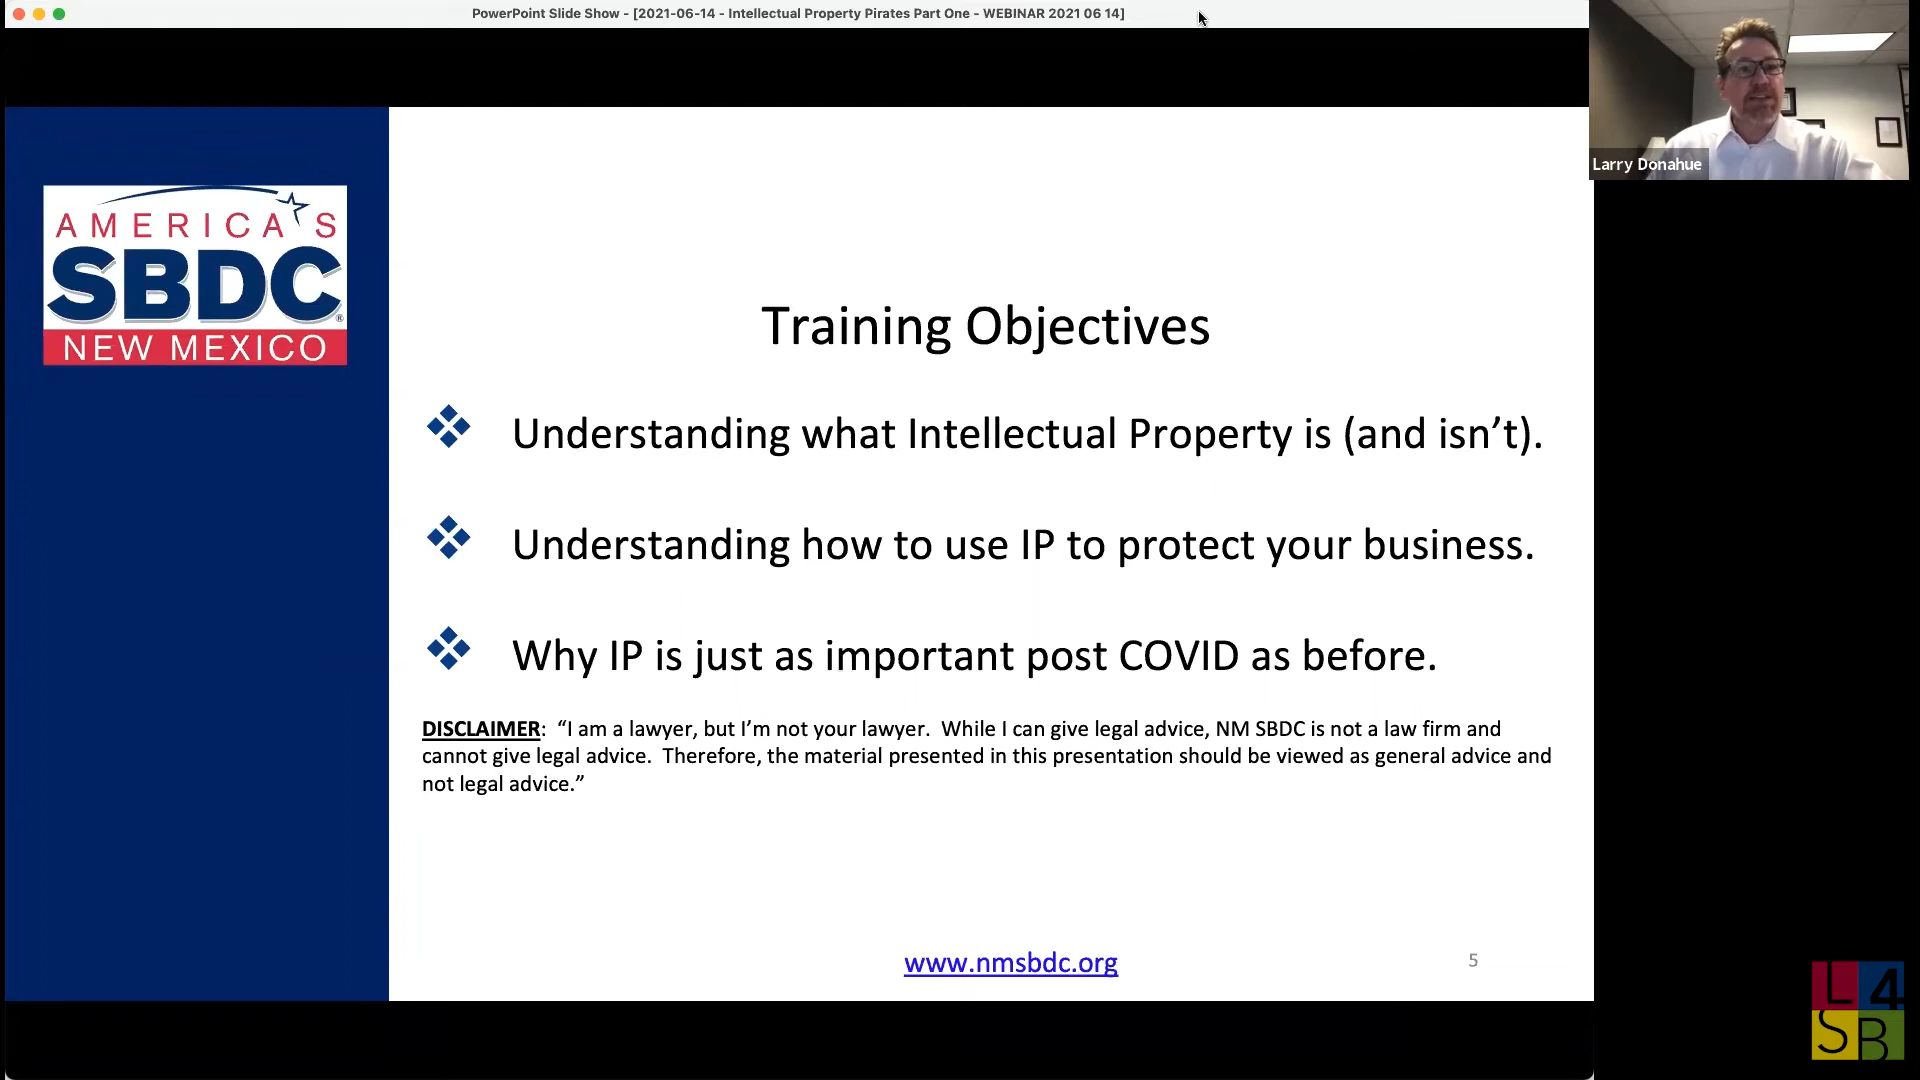 PowerPoint Slide Show - [2021-06-14 - Intellectual Property Pirates Part One - WEBINAR 2021 06 14]
Larry Donahue
AMERICA'S
SBDC®
NEW MEXICO
Training Objectives
Understanding what Intellectual Property is (and isn’t).
Understanding how to use IP to protect your business.
Why IP is just as important post COVID as before.
DISCLAIMER: “I am a lawyer, but I’m not your lawyer. While I can give legal advice, NM SBDC is not a law firm and
cannot give legal advice. Therefore, the material presented in this presentation should be viewed as general advice and
not legal advice.”
www.nmsbdc.org
5
L4
SB